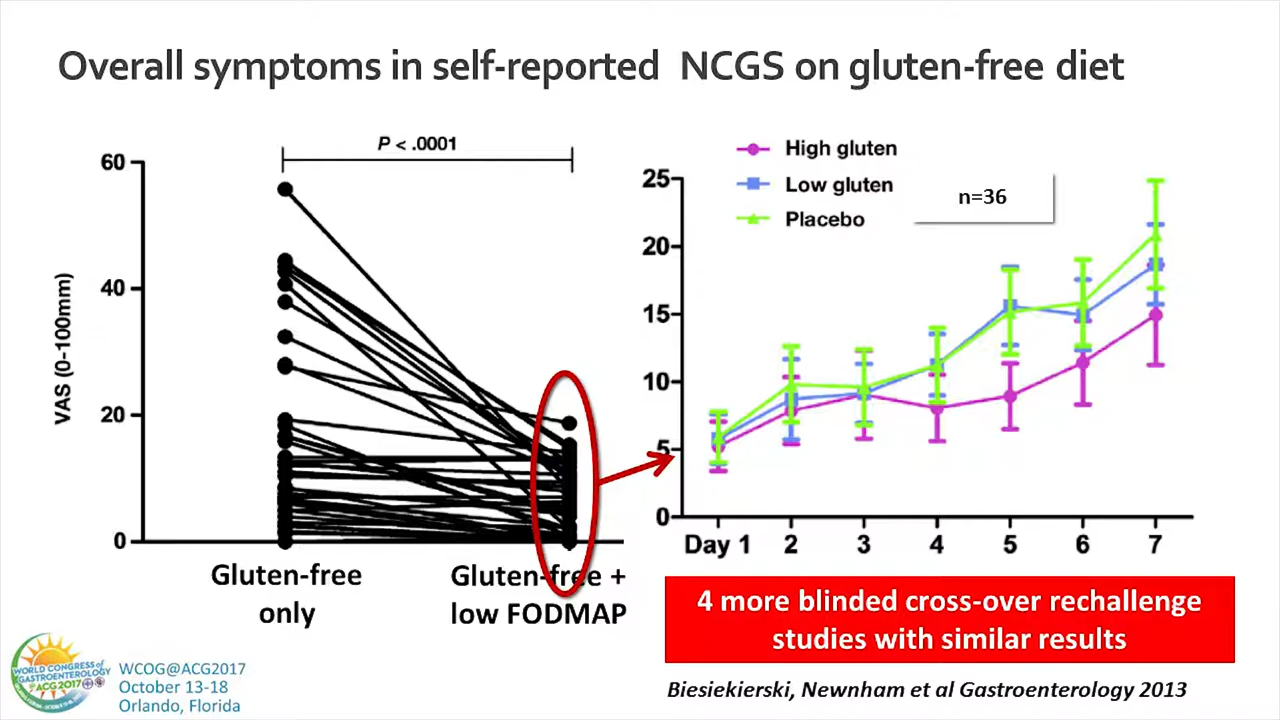 Overall symptoms in self-reported NCGS on gluten-free diet
P < .0001
60
40
20
0
VAS (0-100mm)
Gluten-free
only
Gluten-free +
low FODMAP
High gluten
Low gluten
Placebo
n=36
25
20
15
10
5
0
Day 1 2 3 4 5 6 7
4 more blinded cross-over rechallenge
studies with similar results
Biesiekierski, Newnham et al Gastroenterology 2013
WORLD CONGRESS of
GASTROENTEROLOGY
at ACG 2017
WCOG@ACG2017
October 13-18
Orlando, Florida